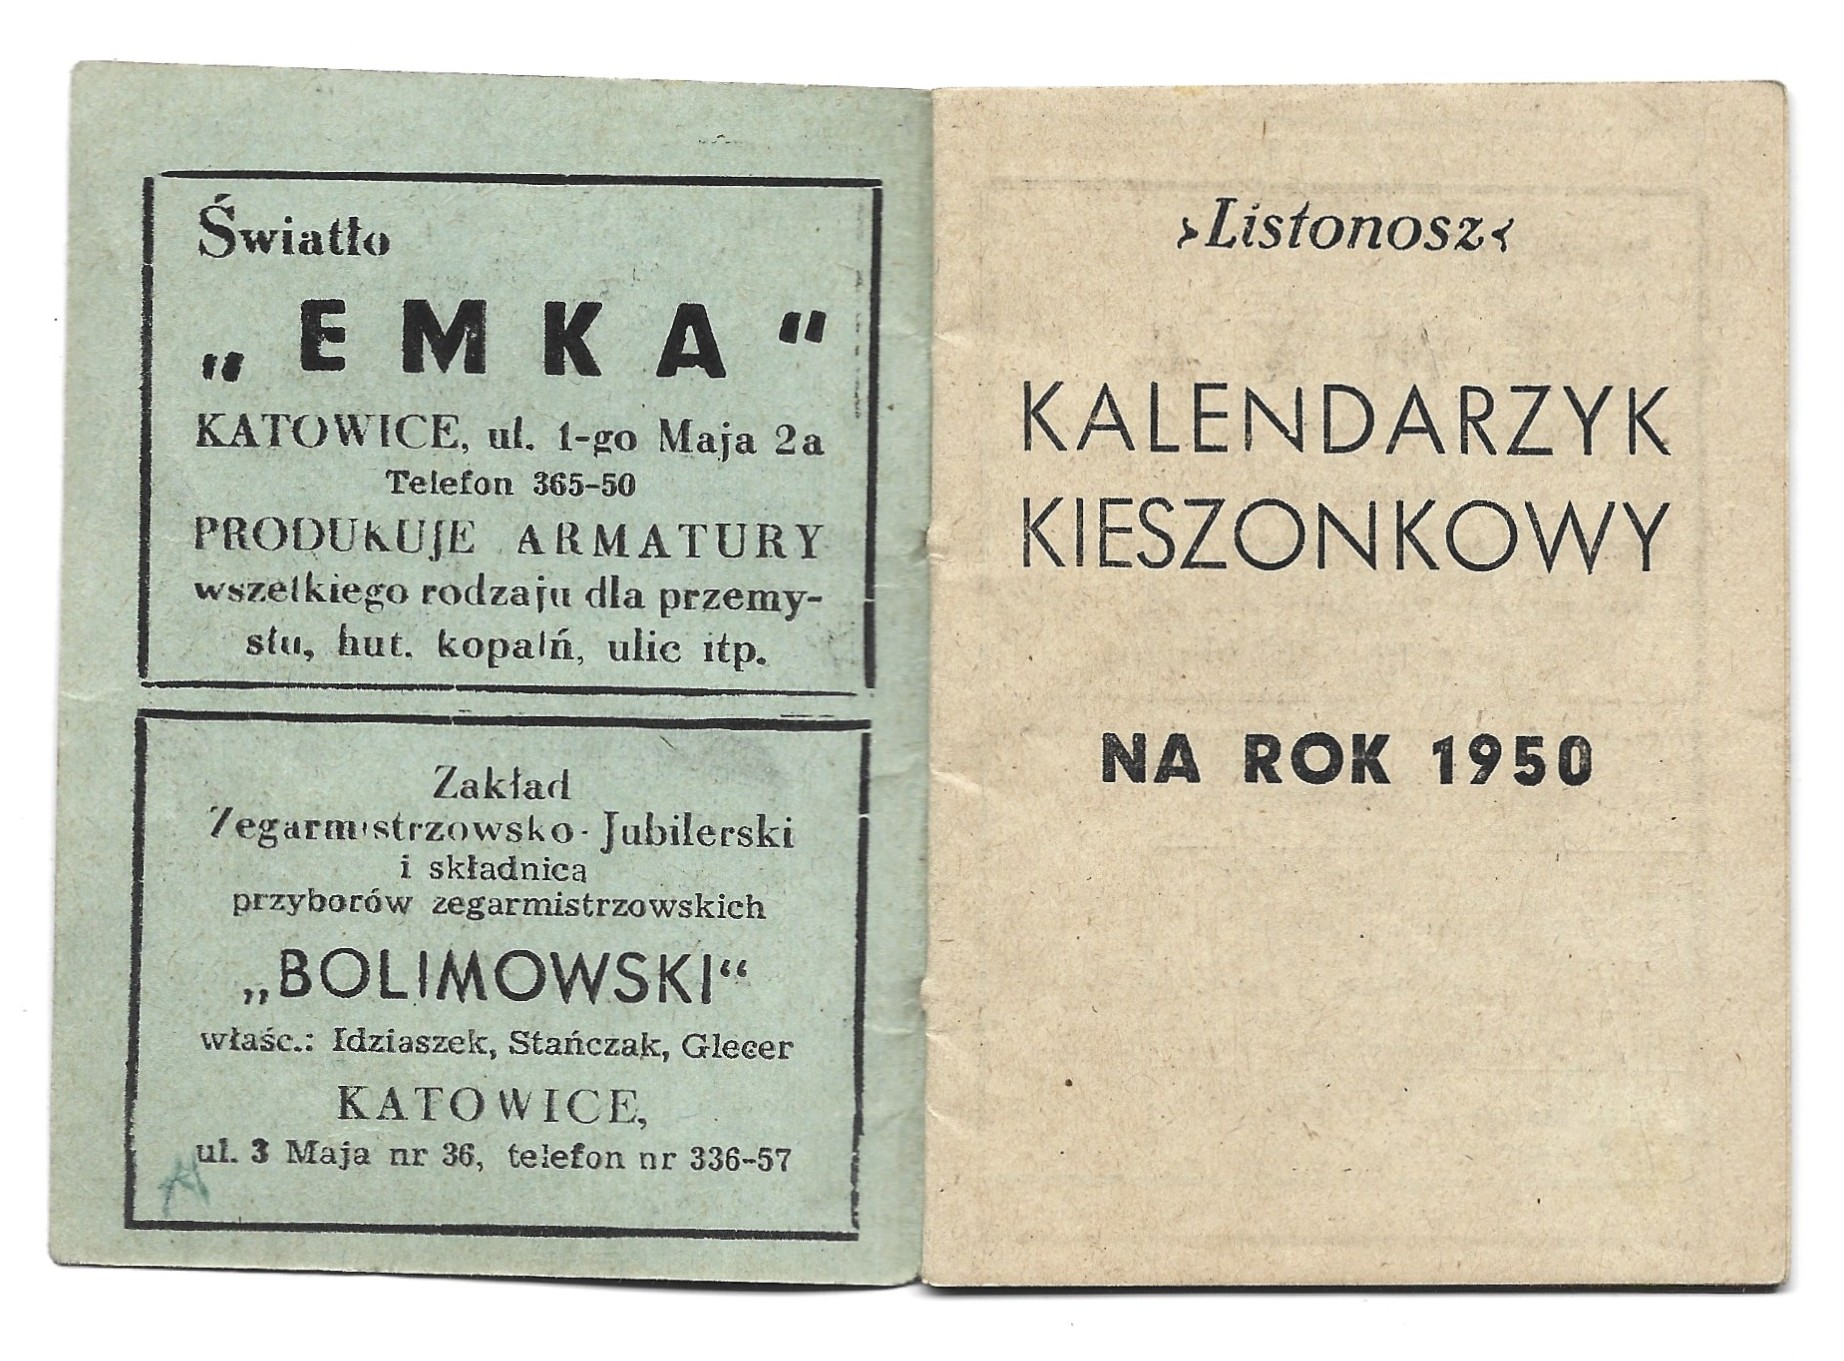 Światło
„EMKA"
KATOWICE, ul. 1-go Maja 2a
Telefon 365-50
PRODUKUJE ARMATURY
wszelkiego rodzaju dla przemy-
słu, hut. kopalń, ulic itp.
Zakład
Zegarmistrzowsko-Jubilerski
i składnica
przyborów zegarmistrzowskich
„BOLIMOWSKI“
właśc.: Idziaszek, Stańczak, Glecer
KATOWICE,
ul. 3 Maja nr 36, telefon nr 336-57
›Listonosz‹
KALENDARZYK
KIESZONKOWY
NA ROK 1950